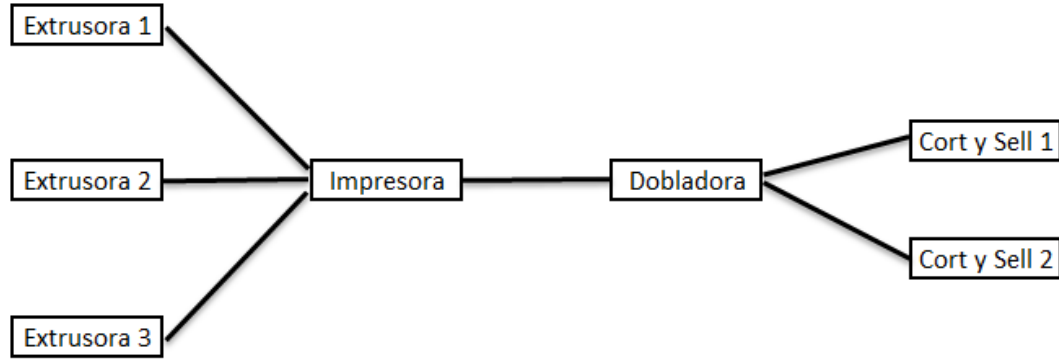 Extrusora 1
Extrusora 2
Extrusora 3
Impresora
Dobladora
Cort y Sell 1
Cort y Sell 2